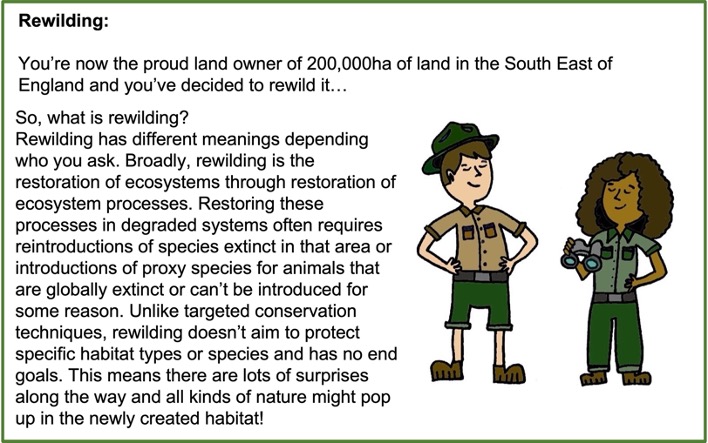 Rewilding:
You're now the proud land owner of 200,000ha of land in the South East of
England and you've decided to rewild it…
So, what is rewilding?
Rewilding has different meanings depending
who you ask. Broadly, rewilding is the
restoration of ecosystems through restoration of
ecosystem processes. Restoring these
processes in degraded systems often requires
reintroductions of species extinct in that area or
introductions of proxy species for animals that
are globally extinct or can't be introduced for
some reason. Unlike targeted conservation
techniques, rewilding doesn't aim to protect
specific habitat types or species and has no end
goals. This means there are lots of surprises
along the way and all kinds of nature might pop
up in the newly created habitat!